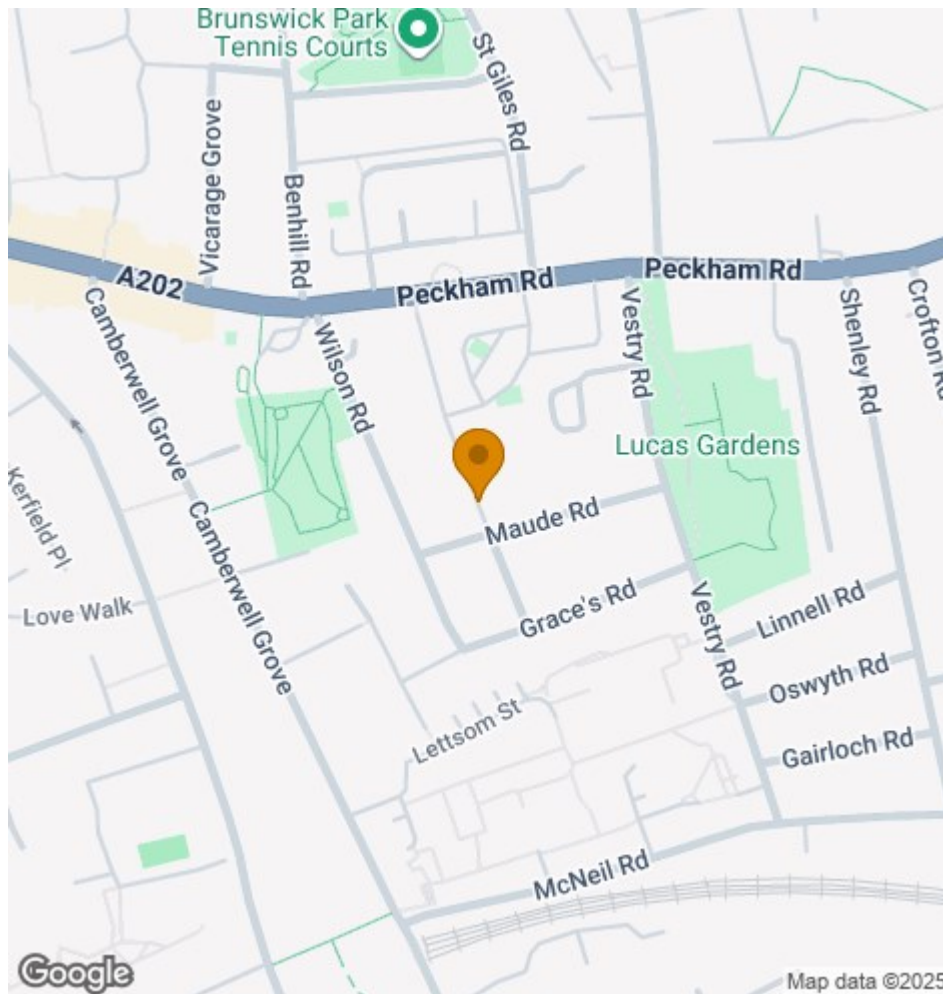 Brunswick Park
Tennis Courts
St Giles Rd
Vicarage Grove
Benhill Rd
A202
Peckham Rd
Peckham Rd
Camberwell Grove
Wilson Rd
Vestry Rd
Shenley Rd
Crofton Rd
Lucas Gardens
Kerfield Pl
Maude Rd
Camberwell Grove
Love Walk
Grace's Rd
Vestry Rd
Linnell Rd
Oswyth Rd
Lettsom St
Gairloch Rd
McNeil Rd
Google
Map data ©2025